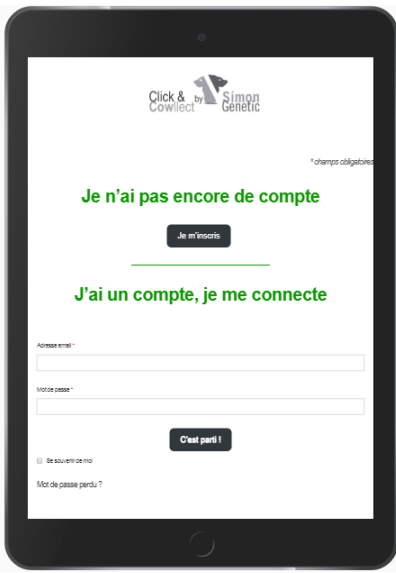 Click & Cowllect by Simon Genetic
* champs obligatoires
Je n'ai pas encore de compte
Je m'inscris
J'ai un compte, je me connecte
Adresse email *
Mot de passe *
C'est parti !
Se souvenir de moi
Mot de passe perdu ?